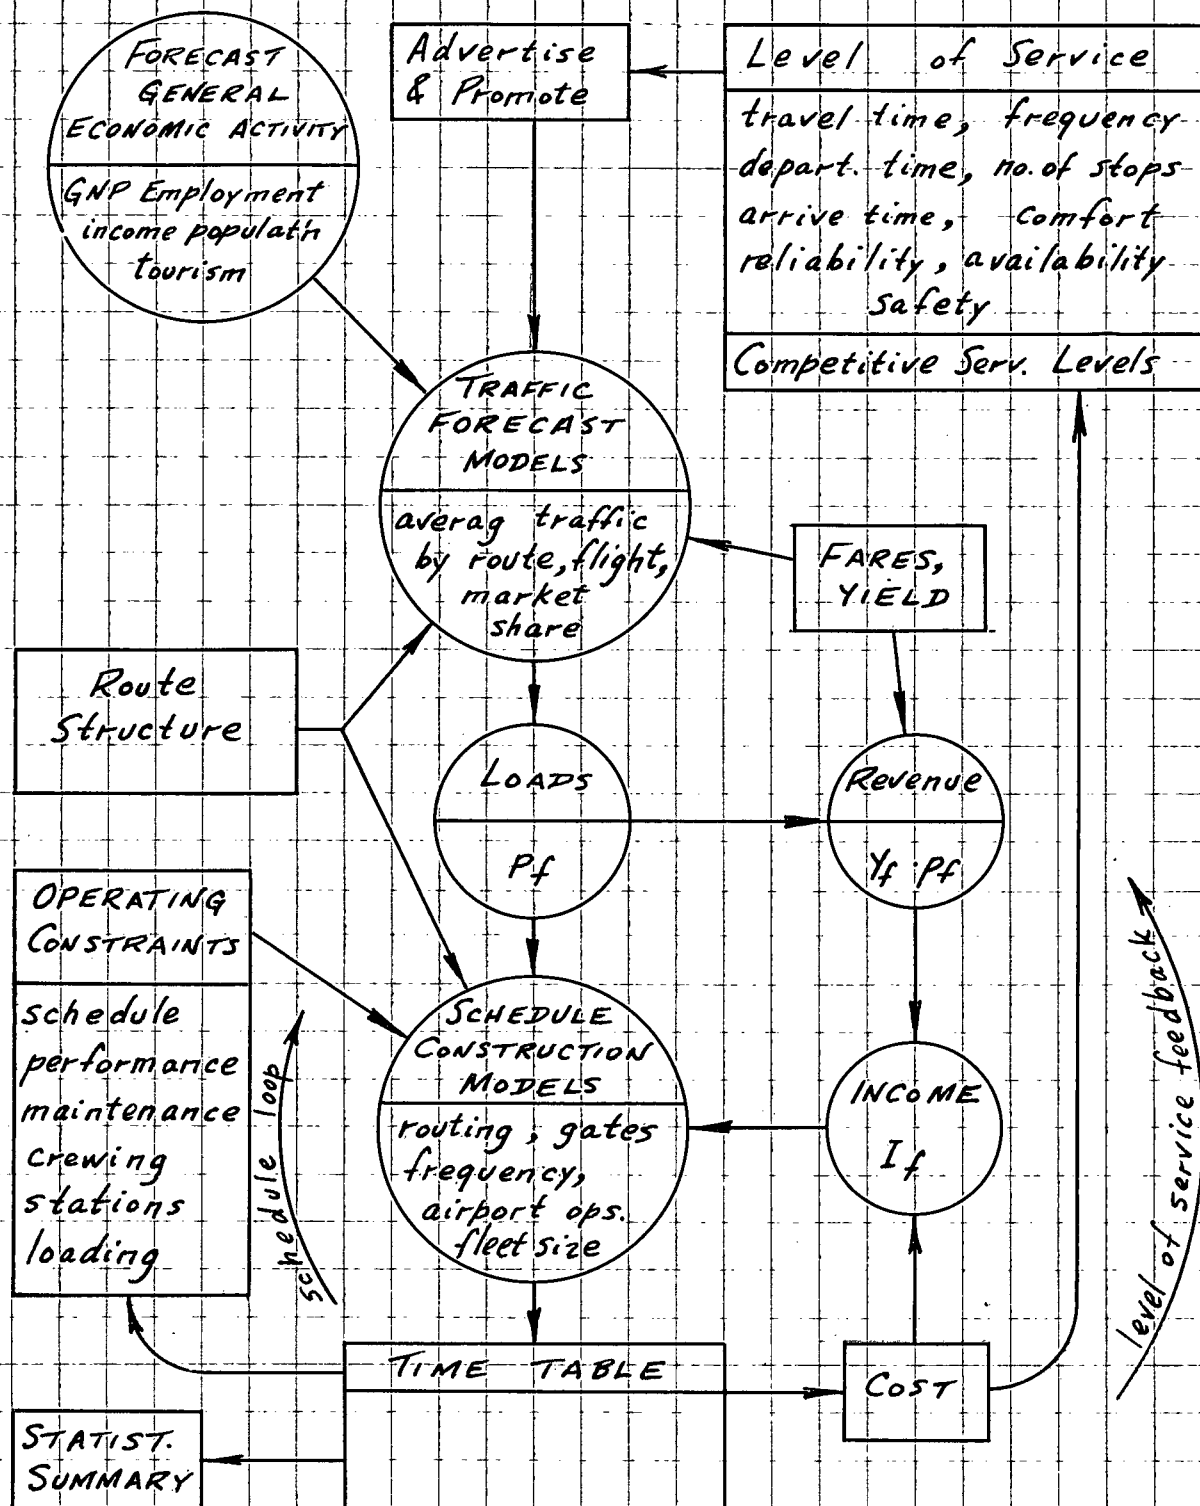 FORECAST
GENERAL
ECONOMIC ACTIVITY
GNP Employment
income populat'n
tourism
Advertise
& Promote
Level of Service
travel time, frequency
depart. time, no. of stops
arrive time, comfort
reliability, availability
safety
Competitive Serv. Levels
TRAFFIC
FORECAST
MODELS
averag traffic
by route, flight,
market
share
FARES,
YIELD
Route
Structure
LOADS
Pf
Revenue
Yf · Pf
OPERATING
CONSTRAINTS
schedule
performance
maintenance
crewing
stations
loading
schedule loop
SCHEDULE
CONSTRUCTION
MODELS
routing, gates
frequency,
airport ops.
fleet size
INCOME
If
level of service feedback
TIME TABLE
COST
STATIST.
SUMMARY